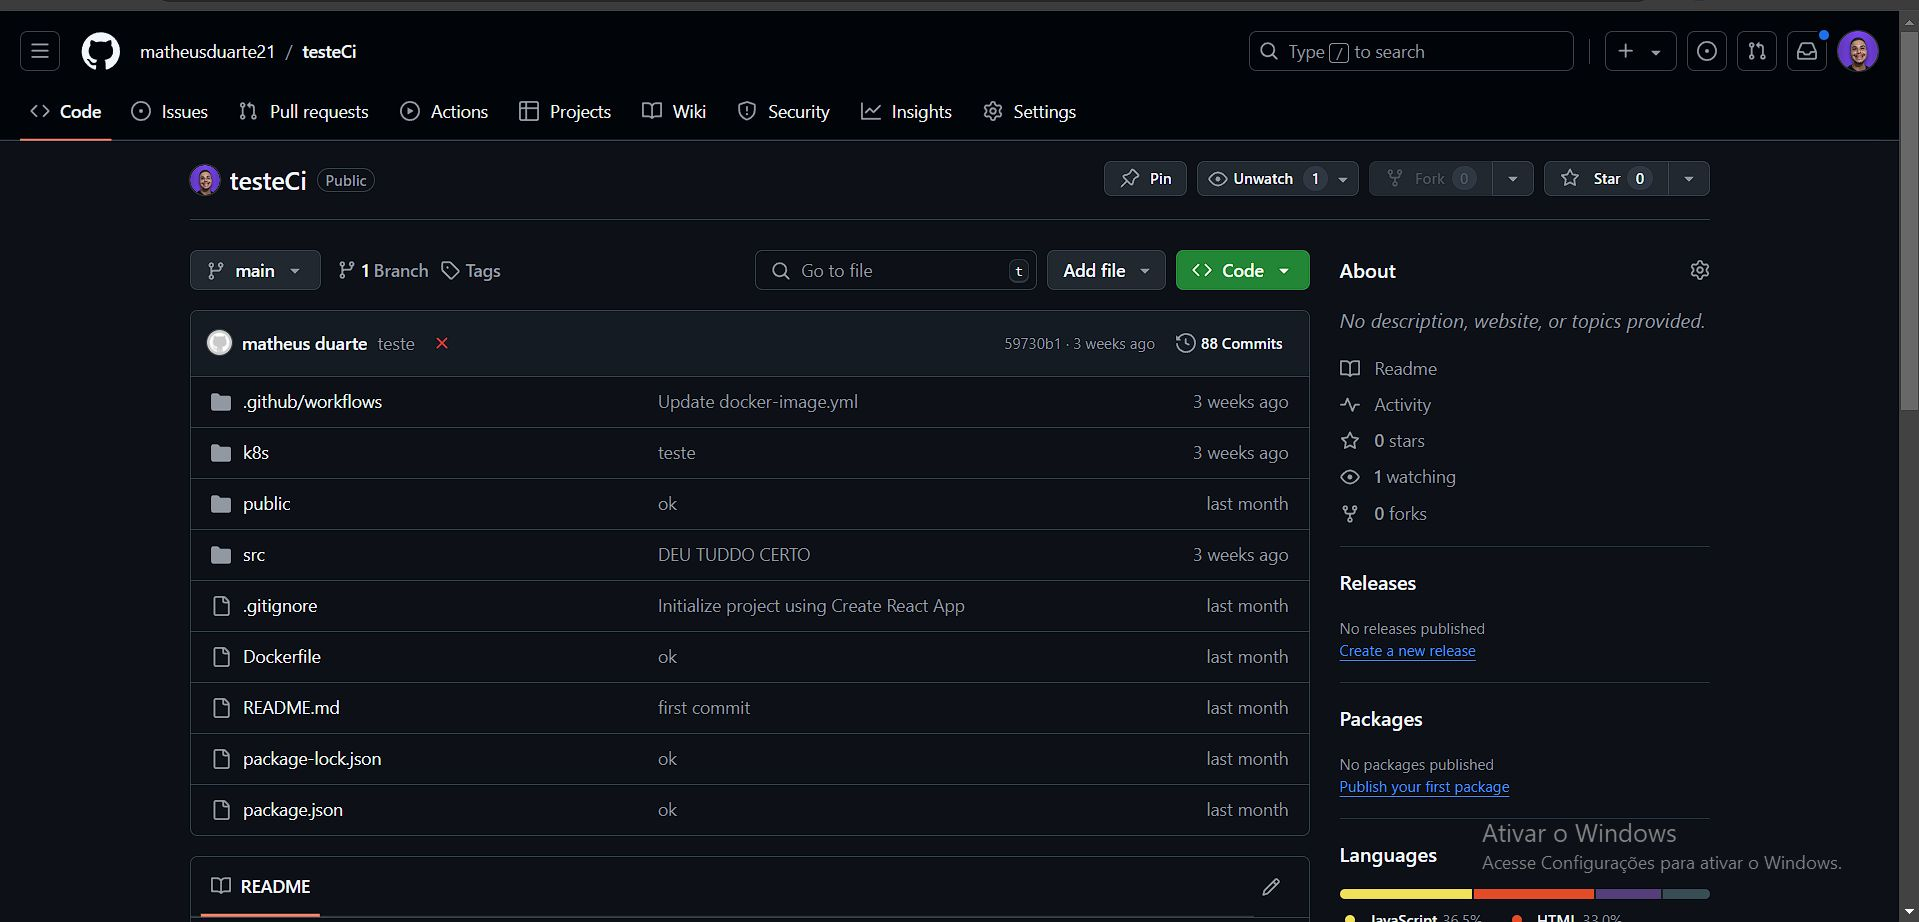 matheusduarte21 / testeCi
Type / to search
Code Issues Pull requests Actions Projects Wiki Security Insights Settings
testeCi Public
Pin Unwatch 1 Fork 0 Star 0
main 1 Branch Tags Go to file t Add file Code
matheus duarte teste 59730b1 · 3 weeks ago 88 Commits
.github/workflows Update docker-image.yml 3 weeks ago
k8s teste 3 weeks ago
public ok last month
src DEU TUDDO CERTO 3 weeks ago
.gitignore Initialize project using Create React App last month
Dockerfile ok last month
README.md first commit last month
package-lock.json ok last month
package.json ok last month
README
About
No description, website, or topics provided.
Readme
Activity
0 stars
1 watching
0 forks
Releases
No releases published
Create a new release
Packages
No packages published
Publish your first package
Languages
JavaScript 36.5% HTML 33.0%
Ativar o Windows
Acesse Configurações para ativar o Windows.